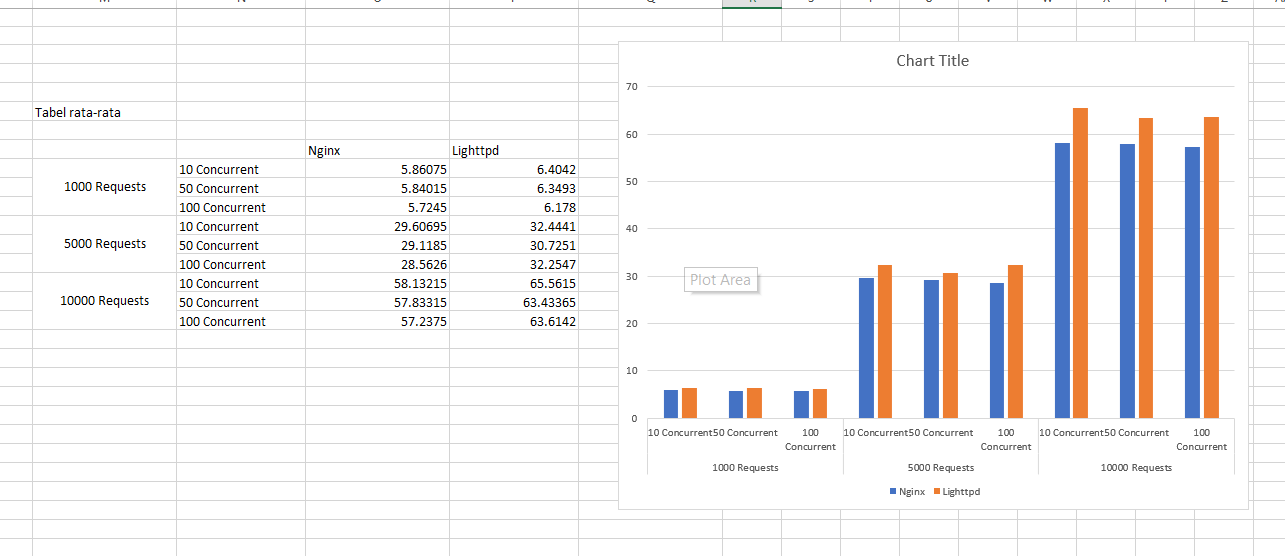 Tabel rata-rata
Nginx Lighttpd
1000 Requests
10 Concurrent 5.86075 6.4042
50 Concurrent 5.84015 6.3493
100 Concurrent 5.7245 6.178
5000 Requests
10 Concurrent 29.60695 32.4441
50 Concurrent 29.1185 30.7251
100 Concurrent 28.5626 32.2547
10000 Requests
10 Concurrent 58.13215 65.5615
50 Concurrent 57.83315 63.43365
100 Concurrent 57.2375 63.6142
Chart Title
70
60
50
40
30
20
10
0
Plot Area
10 Concurrent 50 Concurrent 100 Concurrent 10 Concurrent 50 Concurrent 100 Concurrent 10 Concurrent 50 Concurrent 100 Concurrent
1000 Requests 5000 Requests 10000 Requests
Nginx Lighttpd